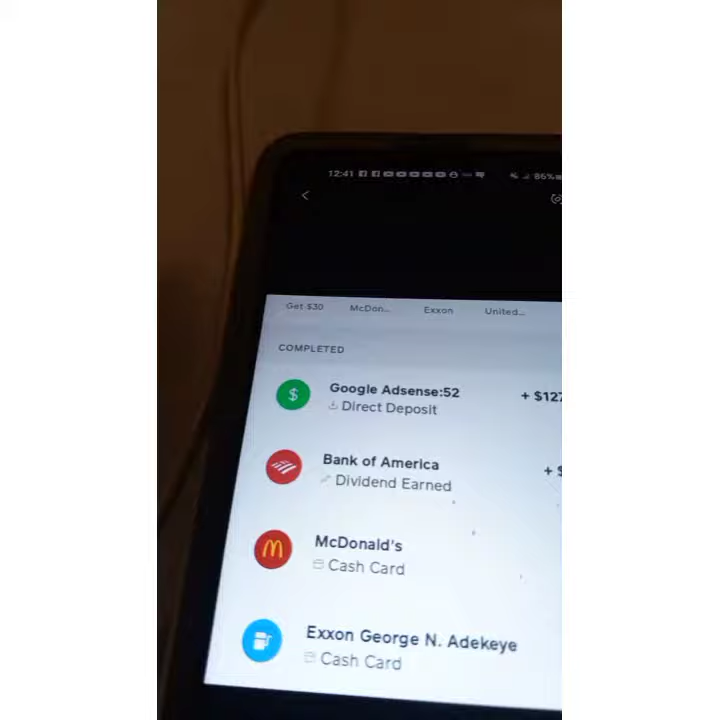 12:41
86%
Get $30 McDon... Exxon United...
COMPLETED
Google Adsense:52 + $127
Direct Deposit
Bank of America + $
Dividend Earned
McDonald's
Cash Card
Exxon George N. Adekeye
Cash Card